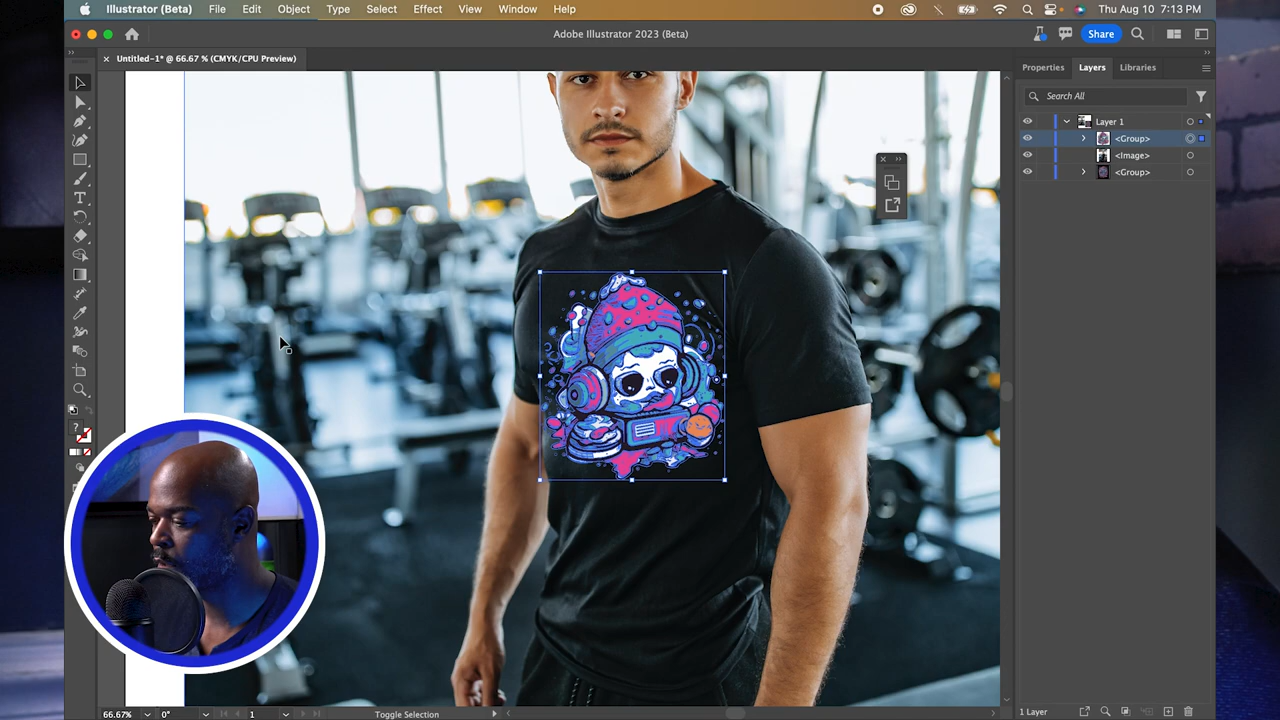 Illustrator (Beta) File Edit Object Type Select Effect View Window Help Thu Aug 10 7:13 PM
Adobe Illustrator 2023 (Beta) Share
Untitled-1* @ 66.67 % (CMYK/CPU Preview)
Properties Layers Libraries
Search All
Layer 1
<Group>
<Image>
<Group>
66.67% 0° 1 Toggle Selection
1 Layer